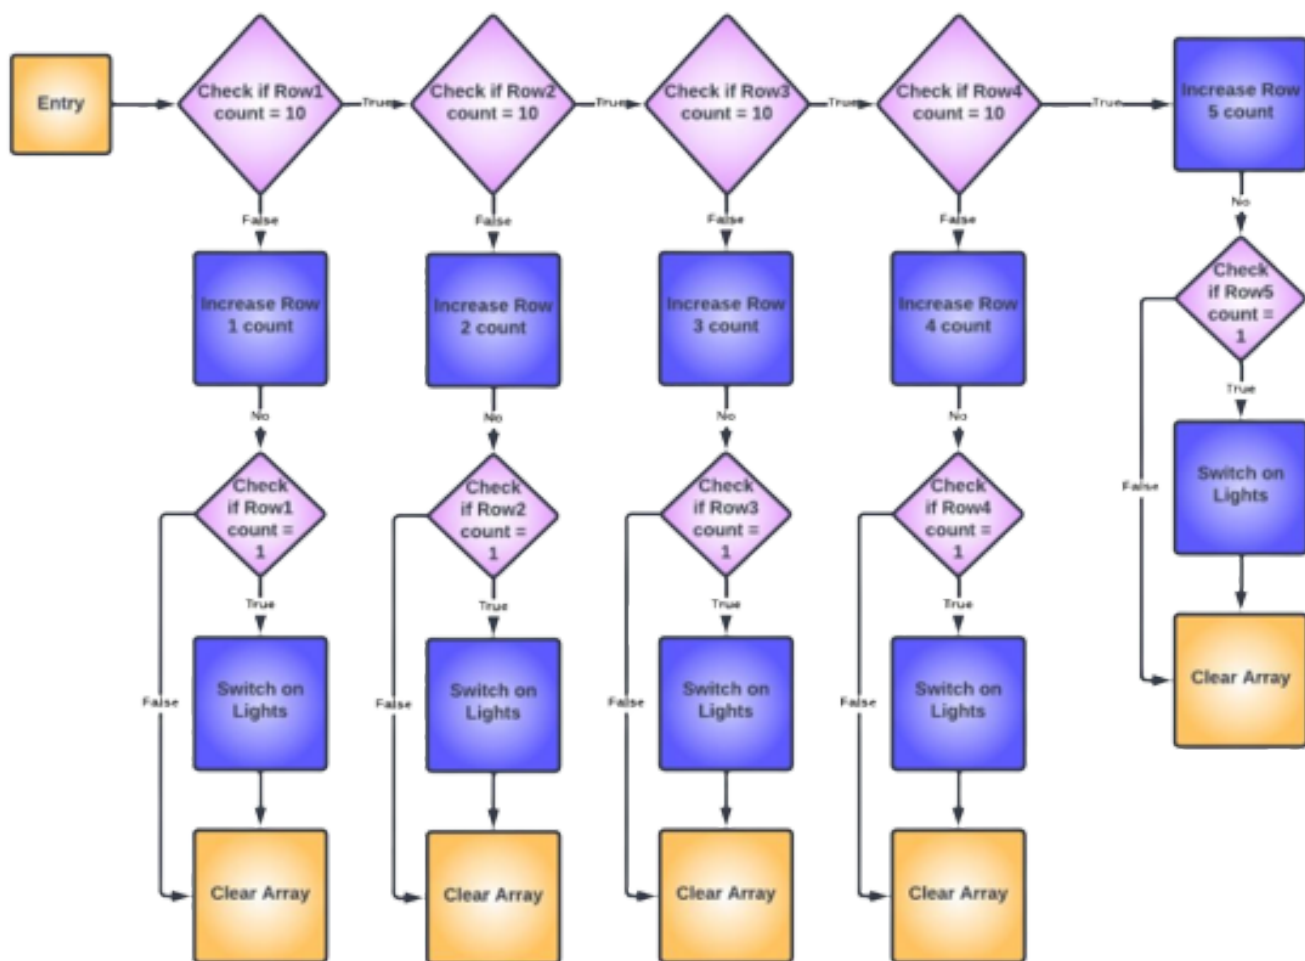 Entry
Check if Row1
count = 10
True
Check if Row2
count = 10
True
Check if Row3
count = 10
True
Check if Row4
count = 10
True
Increase Row
5 count
False
False
False
False
No
Increase Row
1 count
Increase Row
2 count
Increase Row
3 count
Increase Row
4 count
Check
if Row5
count =
1
No
No
No
No
True
Check
if Row1
count =
1
Check
if Row2
count =
1
Check
if Row3
count =
1
Check
if Row4
count =
1
False
Switch on
Lights
True
True
True
True
False
Switch on
Lights
False
Switch on
Lights
False
Switch on
Lights
False
Switch on
Lights
Clear Array
Clear Array
Clear Array
Clear Array
Clear Array